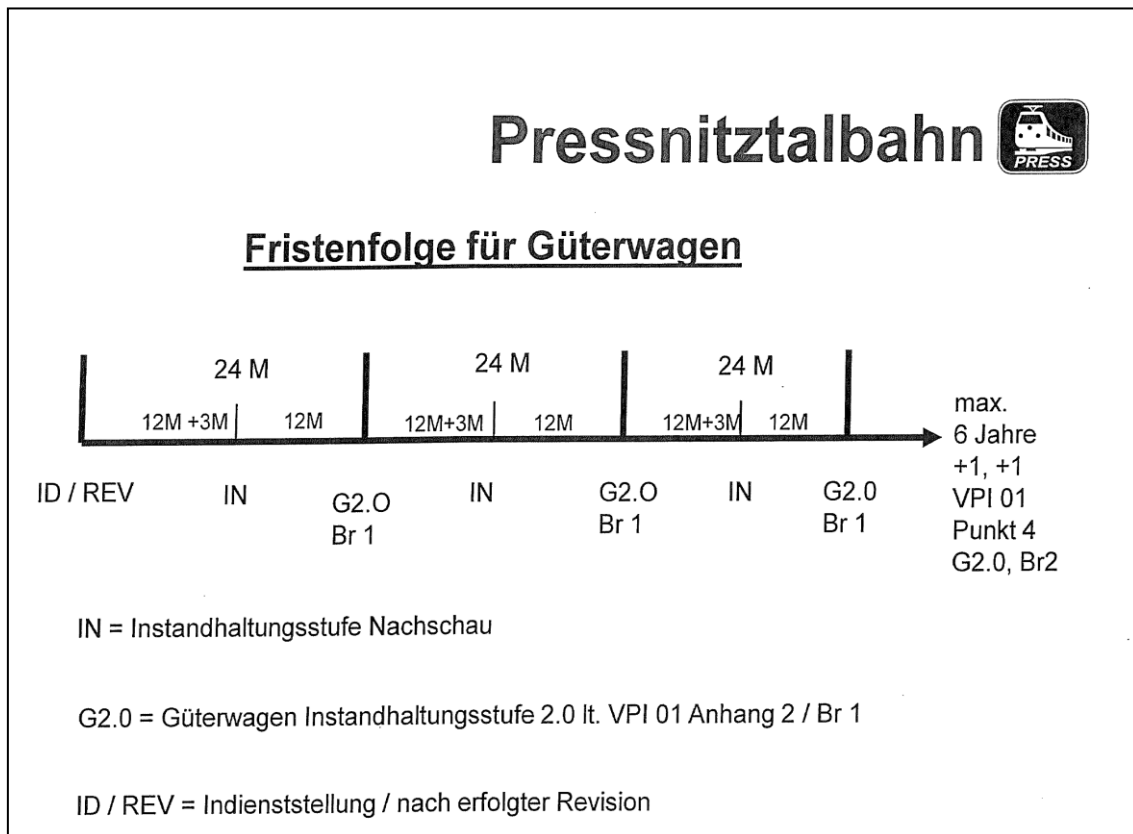 Pressnitztalbahn
PRESS
Fristenfolge für Güterwagen
24 M 24 M 24 M
12M +3M 12M 12M+3M 12M 12M+3M 12M
max.
6 Jahre
+1, +1
VPI 01
Punkt 4
G2.0, Br2
ID / REV IN G2.O IN G2.O IN G2.0
Br 1 Br 1 Br 1
IN = Instandhaltungsstufe Nachschau
G2.0 = Güterwagen Instandhaltungsstufe 2.0 lt. VPI 01 Anhang 2 / Br 1
ID / REV = Indienststellung / nach erfolgter Revision